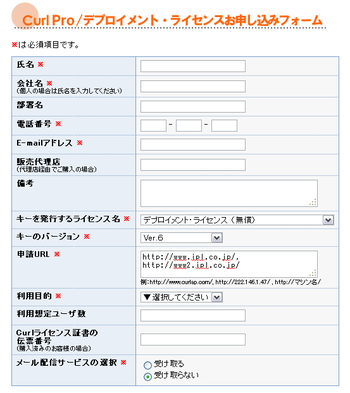 Curl Pro/デプロイメント・ライセンスお申し込みフォーム
※は必須項目です。
氏名 ※
会社名 ※
(個人の場合は氏名を入力してください)
部署名
電話番号 ※
- -
E-mailアドレス ※
販売代理店
(代理店経由でご購入の場合)
備考
キーを発行するライセンス名 ※ デプロイメント・ライセンス(無償)
キーのバージョン ※ Ver.6
申請URL ※
http://www.ipl.co.jp/,
http://www2.ipl.co.jp/
例:http://www.curlap.com/, http://222.146.1.47/ , http://マシン名/
利用目的 ※ ▼選択してください
利用想定ユーザ数
Curlライセンス証書の
伝票番号
(購入済みのお客様の場合)
メール配信サービスの選択 ※
受け取る
受け取らない